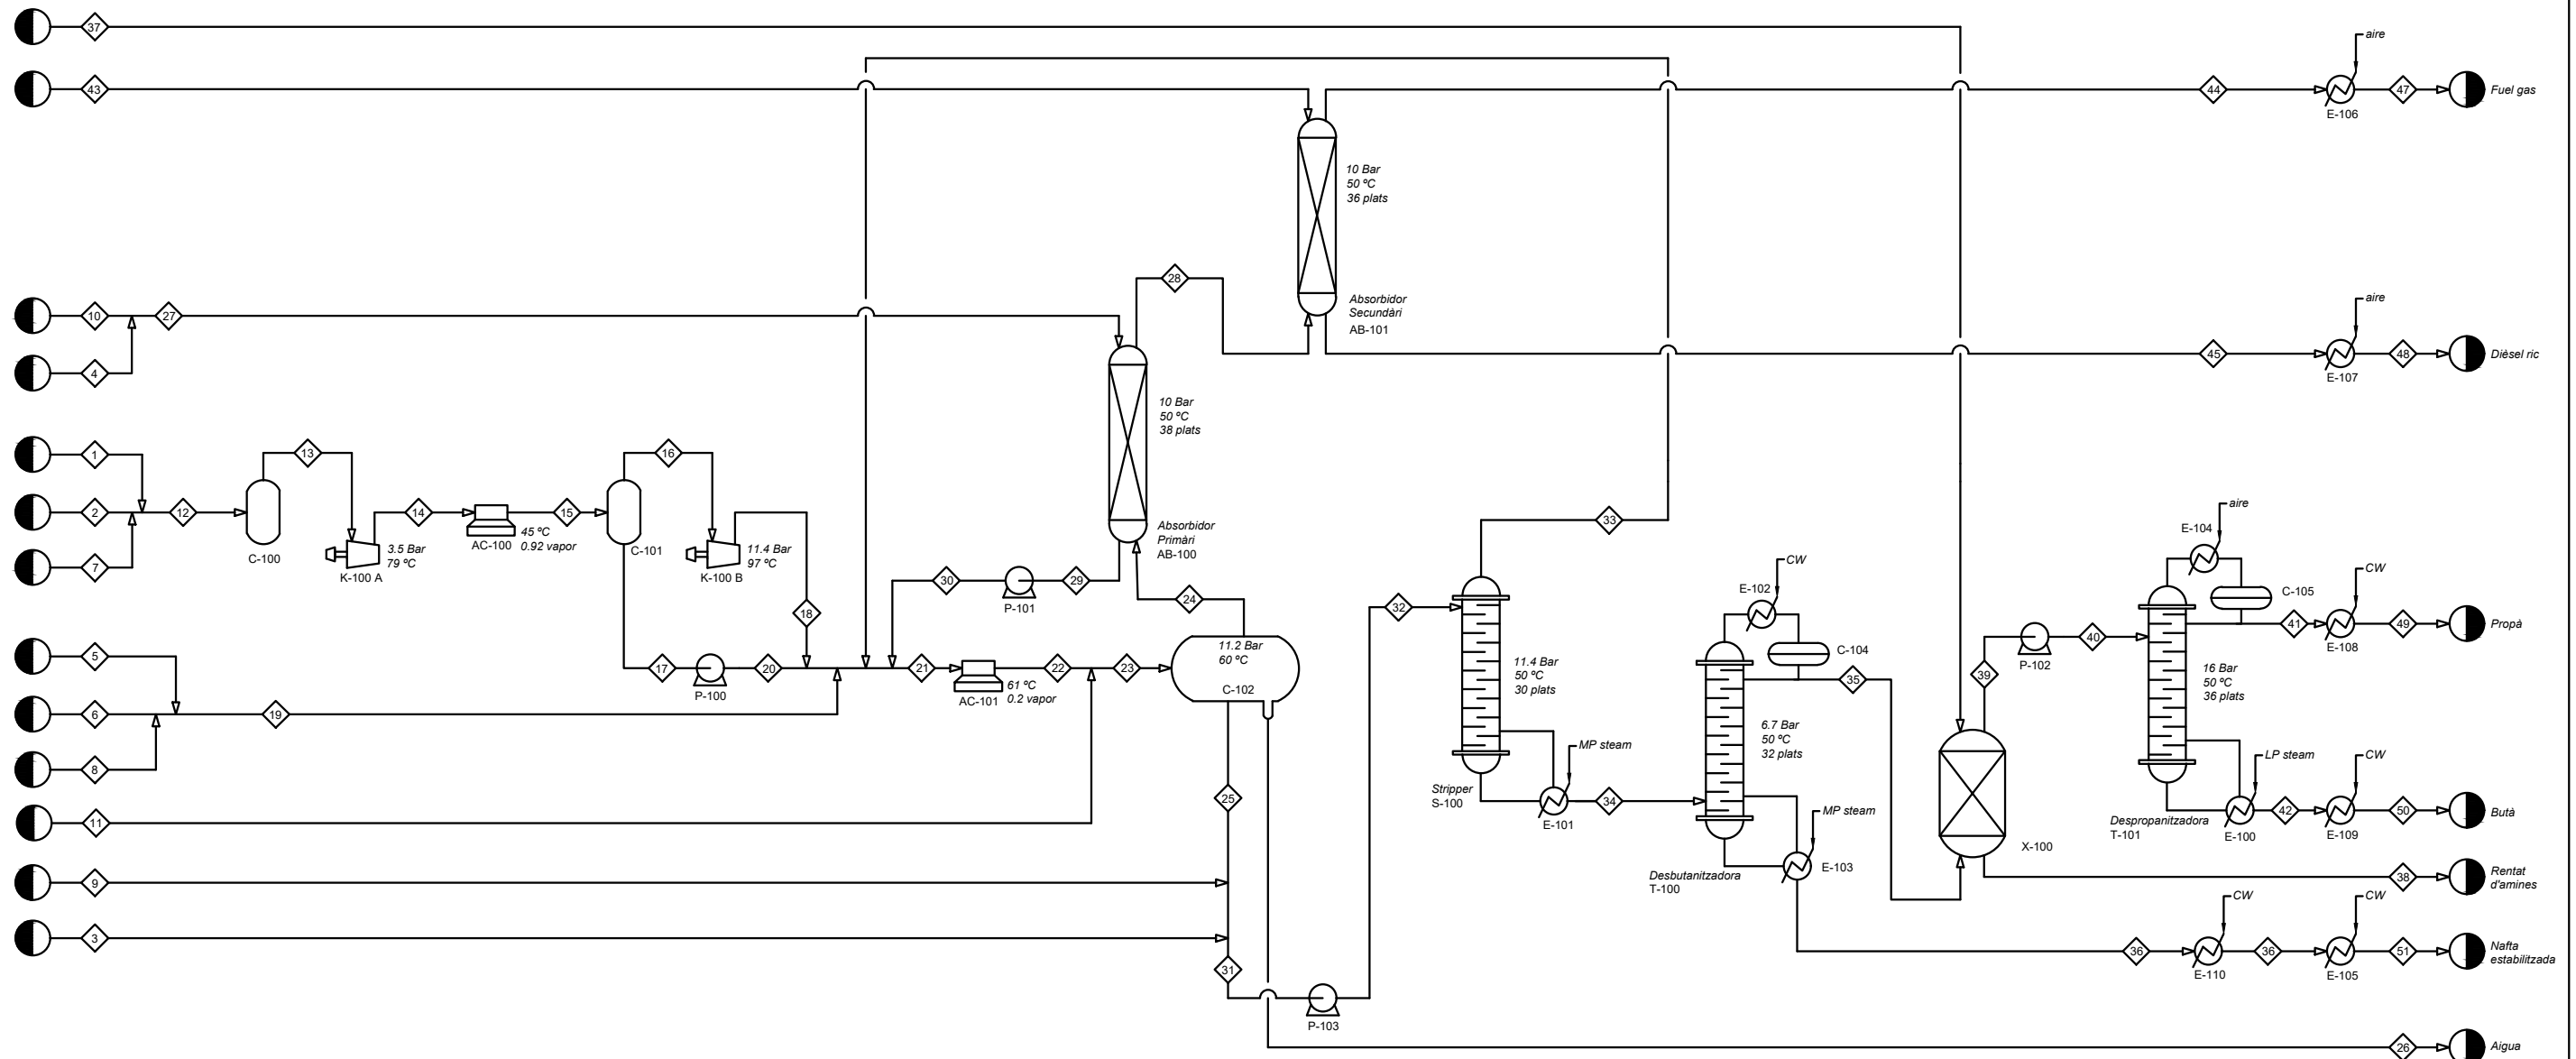 37
aire
43
44
47
Fuel gas
E-106
10 Bar
50 ºC
36 plats
28
Absorbidor
Secundàri
AB-101
aire
10
27
4
45
48
Dièsel ric
E-107
10 Bar
50 ºC
38 plats
1
13
16
2
12
14
15
7
C-100
K-100 A
3.5 Bar
79 ºC
AC-100
45 ºC
0.92 vapor
C-101
K-100 B
11.4 Bar
97 ºC
Absorbidor
Primàri
AB-100
33
30
29
P-101
24
18
5
6
8
19
17
P-100
20
21
AC-101
61 ºC
0.2 vapor
22
23
11.2 Bar
60 ºC
C-102
32
11.4 Bar
50 ºC
30 plats
Stripper
S-100
MP steam
E-101
34
CW
E-102
C-104
35
6.7 Bar
50 ºC
32 plats
MP steam
E-103
Desbutanitzadora
T-100
aire
E-104
C-105
CW
41
49
Propà
E-108
39
P-102
40
16 Bar
50 ºC
36 plats
LP steam
CW
Despropanitzadora
T-101
E-100
42
E-109
50
Butà
X-100
25
11
9
3
31
P-103
38
Rentat
d'amines
CW
CW
36
E-110
36
E-105
51
Nafta
estabilitzada
26
Aigua